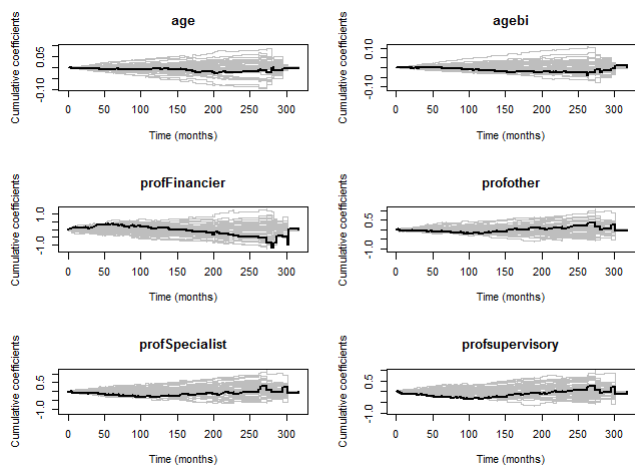 age
agebi
Cumulative coefficients
0.05
-0.10
0 50 100 150 200 250 300
Time (months)
Cumulative coefficients
0.10
-0.10
0 50 100 150 200 250 300
Time (months)
profFinancier
profother
Cumulative coefficients
1.0
-1.0
0 50 100 150 200 250 300
Time (months)
Cumulative coefficients
0.5
-1.0
0 50 100 150 200 250 300
Time (months)
profSpecialist
profsupervisory
Cumulative coefficients
0.5
-1.0
0 50 100 150 200 250 300
Time (months)
Cumulative coefficients
0.5
-1.0
0 50 100 150 200 250 300
Time (months)